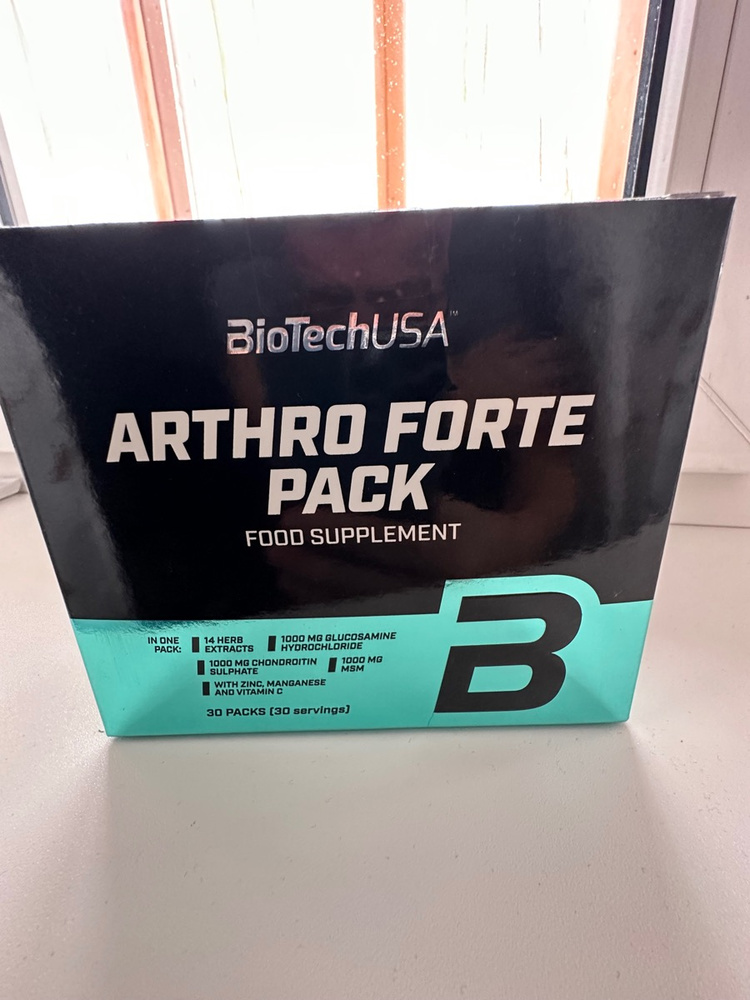 BioTechUSA™
ARTHRO FORTE
PACK
FOOD SUPPLEMENT
IN ONE PACK:
14 HERB EXTRACTS
1000 MG GLUCOSAMINE HYDROCHLORIDE
1000 MG CHONDROITIN SULPHATE
1000 MG MSM
WITH ZINC, MANGANESE AND VITAMIN C
30 PACKS (30 servings)
B